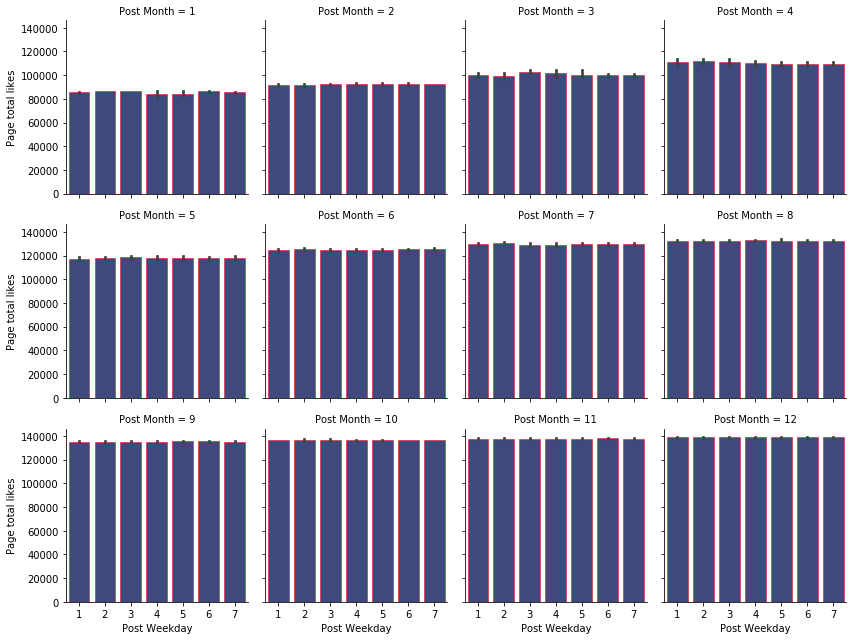 Post Month = 1
Post Month = 2
Post Month = 3
Post Month = 4
140000
120000
100000
80000
60000
40000
20000
0
Page total likes
Post Month = 5
Post Month = 6
Post Month = 7
Post Month = 8
140000
120000
100000
80000
60000
40000
20000
0
Page total likes
Post Month = 9
Post Month = 10
Post Month = 11
Post Month = 12
140000
120000
100000
80000
60000
40000
20000
0
Page total likes
1 2 3 4 5 6 7
1 2 3 4 5 6 7
1 2 3 4 5 6 7
1 2 3 4 5 6 7
Post Weekday
Post Weekday
Post Weekday
Post Weekday